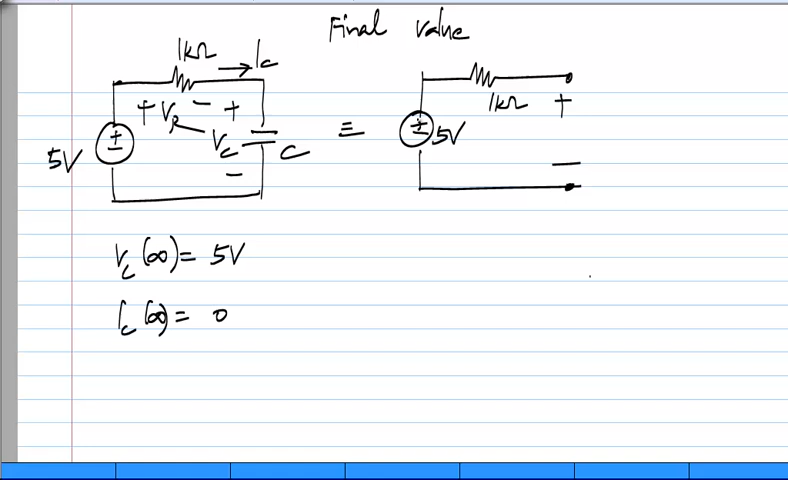 Final value
1kΩ Ic
+ VR − +
1kΩ +
5V Vc C ≡ 5V
−
−
Vc(∞) = 5V
Ic(∞) = 0